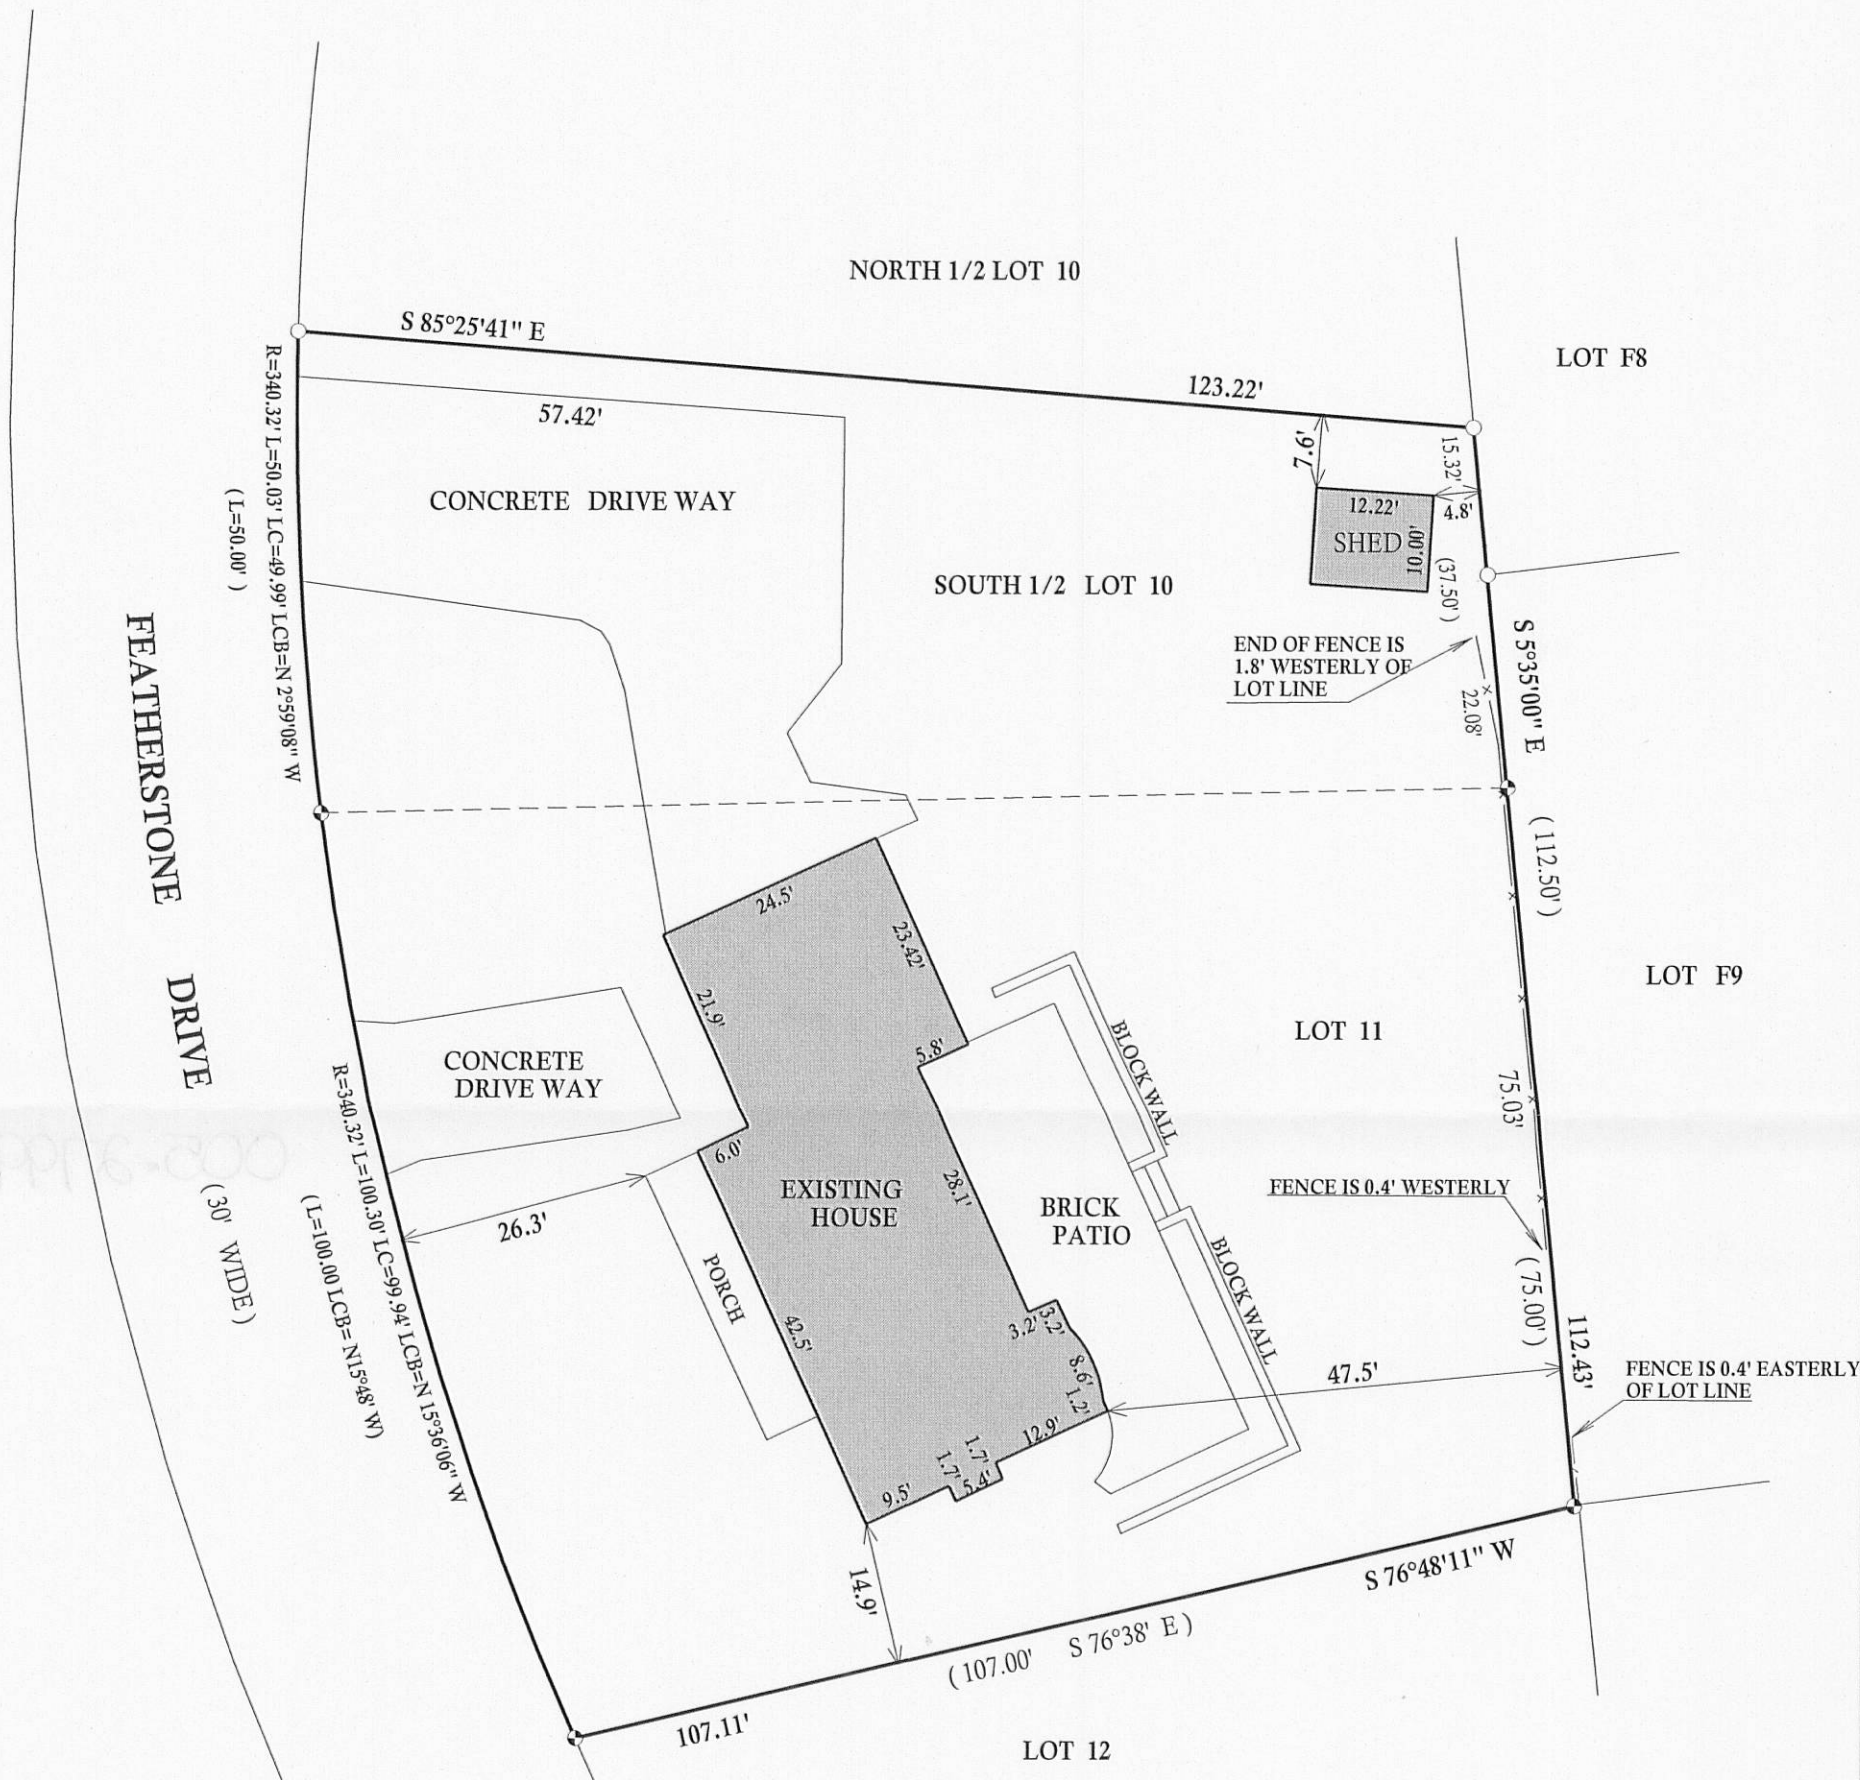 NORTH 1/2 LOT 10
S 85°25'41" E
LOT F8
123.22'
57.42'
7.6'
15.32'
CONCRETE DRIVE WAY
12.22'
4.8'
SHED
10.00'
(37.50')
R=340.32' L=50.03' LC=49.99' LCB=N 2°59'08" W
(L=50.00')
SOUTH 1/2 LOT 10
END OF FENCE IS
1.8' WESTERLY OF
LOT LINE
22.08'
S 5°35'00" E
(112.50')
FEATHERSTONE DRIVE
(30' WIDE)
24.5'
23.42'
21.9'
LOT F9
LOT 11
5.8'
CONCRETE
DRIVE WAY
BLOCK WALL
75.03'
6.0'
R=340.32' L=100.30' LC=99.94' LCB=N 15°36'06" W
(L=100.00 LCB= N15°48' W)
26.3'
EXISTING
HOUSE
28.1'
BRICK
PATIO
FENCE IS 0.4' WESTERLY
(75.00')
PORCH
42.5'
BLOCK WALL
3.2'
3.2'
8.6'
1.2'
47.5'
112.43'
FENCE IS 0.4' EASTERLY
OF LOT LINE
12.9'
1.7'
1.7'
5.4'
9.5'
14.9'
S 76°48'11" W
(107.00' S 76°38' E)
107.11'
LOT 12